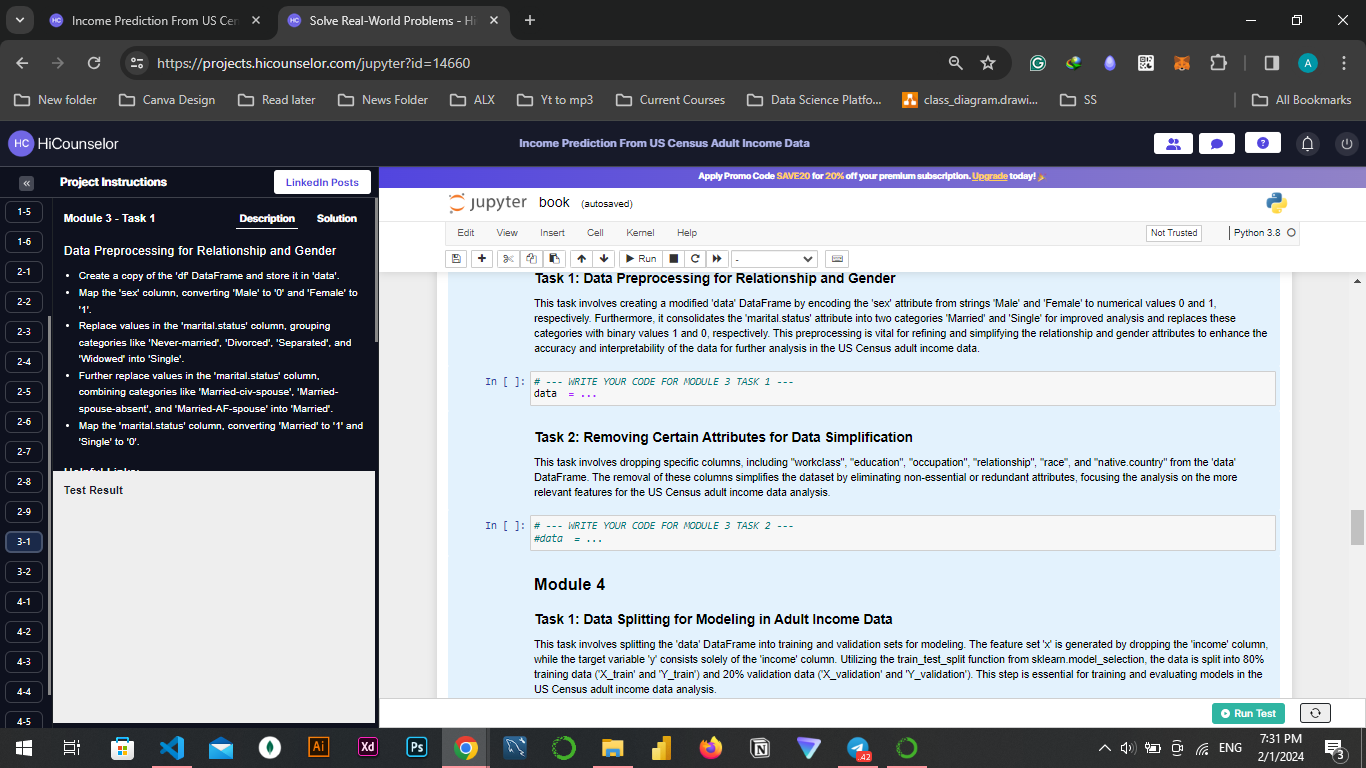 Income Prediction From US Cen
Solve Real-World Problems - Hi
https://projects.hicounselor.com/jupyter?id=14660
A
New folder
Canva Design
Read later
News Folder
ALX
Yt to mp3
Current Courses
Data Science Platfo...
class_diagram.drawi...
SS
All Bookmarks
HC HiCounselor
Income Prediction From US Census Adult Income Data
«
Project Instructions
LinkedIn Posts
Apply Promo Code SAVE20 for 20% off your premium subscription. Upgrade today!
1-5
1-6
2-1
2-2
2-3
2-4
2-5
2-6
2-7
2-8
2-9
3-1
3-2
4-1
4-2
4-3
4-4
4-5
Module 3 - Task 1
Description
Solution
Data Preprocessing for Relationship and Gender
• Create a copy of the 'df' DataFrame and store it in 'data'.
• Map the 'sex' column, converting 'Male' to '0' and 'Female' to
'1'.
• Replace values in the 'marital.status' column, grouping
categories like 'Never-married', 'Divorced', 'Separated', and
'Widowed' into 'Single'.
• Further replace values in the 'marital.status' column,
combining categories like 'Married-civ-spouse', 'Married-
spouse-absent', and 'Married-AF-spouse' into 'Married'.
• Map the 'marital.status' column, converting 'Married' to '1' and
'Single' to '0'.
Helpful Links:
Test Result
jupyter book (autosaved)
Edit View Insert Cell Kernel Help
Not Trusted
Python 3.8
Run
-
Task 1: Data Preprocessing for Relationship and Gender
This task involves creating a modified 'data' DataFrame by encoding the 'sex' attribute from strings 'Male' and 'Female' to numerical values 0 and 1,
respectively. Furthermore, it consolidates the 'marital.status' attribute into two categories 'Married' and 'Single' for improved analysis and replaces these
categories with binary values 1 and 0, respectively. This preprocessing is vital for refining and simplifying the relationship and gender attributes to enhance the
accuracy and interpretability of the data for further analysis in the US Census adult income data.
In [ ]: # --- WRITE YOUR CODE FOR MODULE 3 TASK 1 ---
data = ...
Task 2: Removing Certain Attributes for Data Simplification
This task involves dropping specific columns, including "workclass", "education", "occupation", "relationship", "race", and "native.country" from the 'data'
DataFrame. The removal of these columns simplifies the dataset by eliminating non-essential or redundant attributes, focusing the analysis on the more
relevant features for the US Census adult income data analysis.
In [ ]: # --- WRITE YOUR CODE FOR MODULE 3 TASK 2 ---
#data = ...
Module 4
Task 1: Data Splitting for Modeling in Adult Income Data
This task involves splitting the 'data' DataFrame into training and validation sets for modeling. The feature set 'x' is generated by dropping the 'income' column,
while the target variable 'y' consists solely of the 'income' column. Utilizing the train_test_split function from sklearn.model_selection, the data is split into 80%
training data ('X_train' and 'Y_train') and 20% validation data ('X_validation' and 'Y_validation'). This step is essential for training and evaluating models in the
US Census adult income data analysis.
Run Test
Ai
Xd
Ps
42
ENG
7:31 PM
2/1/2024
3